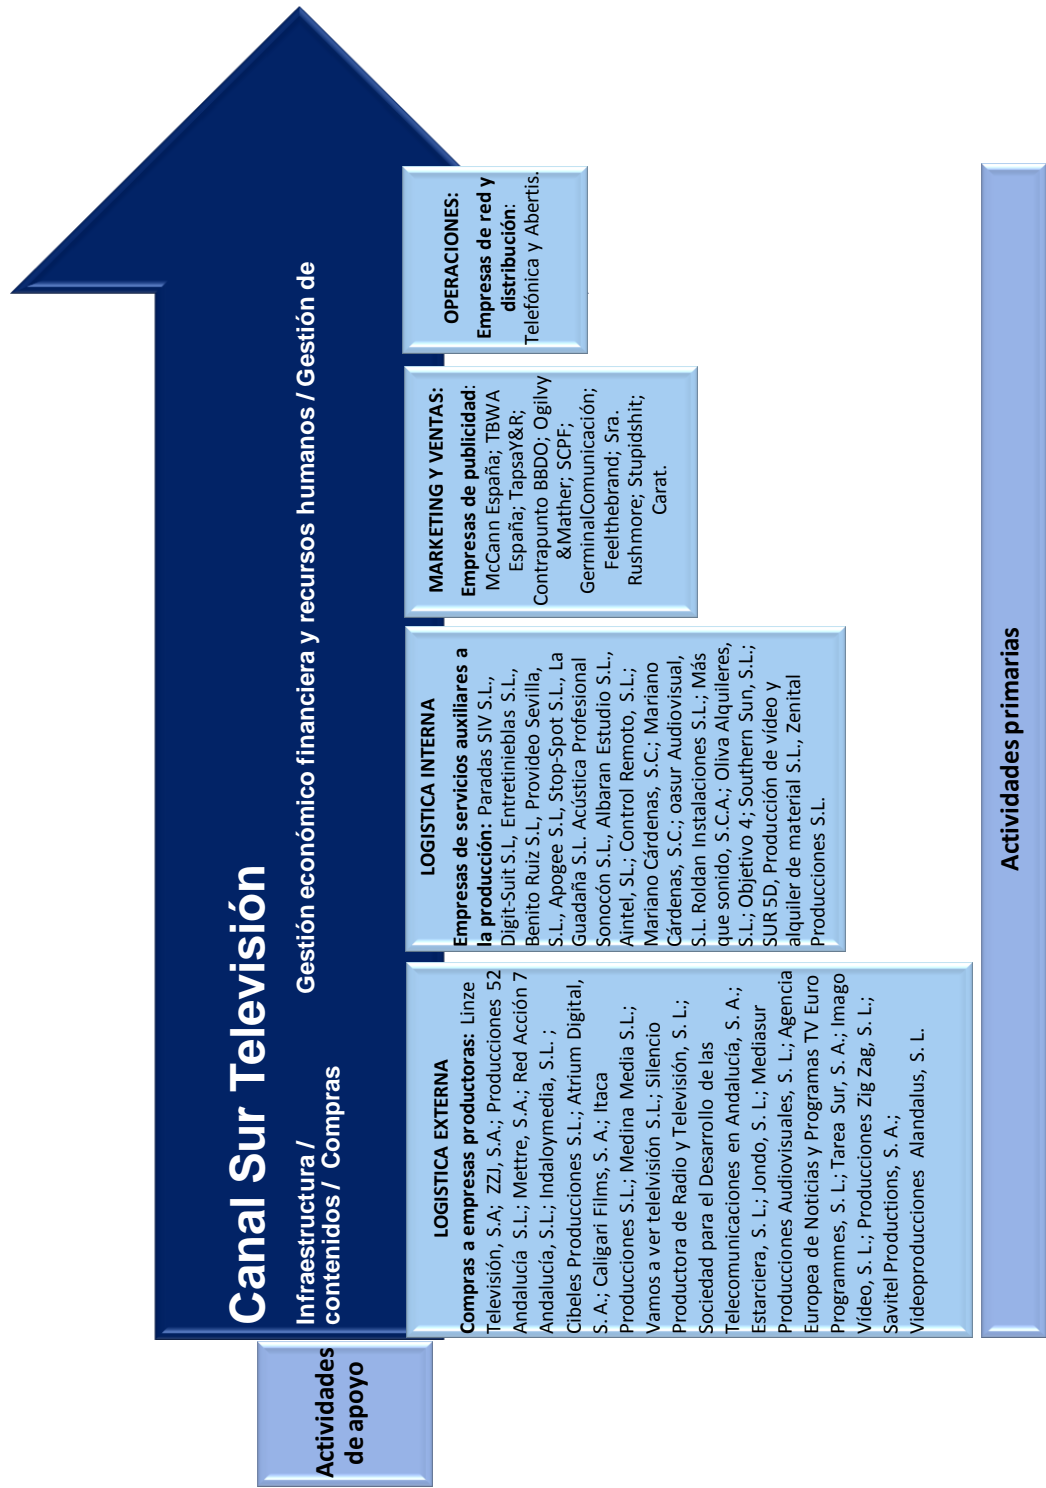 Canal Sur Televisión
Infraestructura / Gestión económico financiera y recursos humanos / Gestión de
contenidos / Compras
Actividades
de apoyo
LOGISTICA EXTERNA
Compras a empresas productoras: Linze
Televisión, S.A; ZZJ, S.A.; Producciones 52
Andalucía S.L.; Mettre, S.A.; Red Acción 7
Andalucía, S.L.; Indaloymedia, S.L. ;
Cibeles Producciones S.L.; Atrium Digital,
S. A.; Caligari Films, S. A.; Itaca
Producciones S.L.; Medina Media S.L.;
Vamos a ver telelvisión S.L.; Silencio
Productora de Radio y Televisión, S. L.;
Sociedad para el Desarrollo de las
Telecomunicaciones en Andalucía, S. A.;
Estarciera, S. L.; Jondo, S. L.; Mediasur
Producciones Audiovisuales, S. L.; Agencia
Europea de Noticias y Programas TV Euro
Programmes, S. L.; Tarea Sur, S. A.; Imago
Vídeo, S. L.; Producciones Zig Zag, S. L.;
Savitel Productions, S. A.;
Videoproducciones Alandalus, S. L.
LOGISTICA INTERNA
Empresas de servicios auxiliares a
la producción: Paradas SIV S.L.,
Digit-Suit S.L, Entretinieblas S.L.,
Benito Ruiz S.L, Provideo Sevilla,
S.L., Apogee S.L, Stop-Spot S.L., La
Guadaña S.L. Acústica Profesional
Sonocón S.L., Albaran Estudio S.L.,
Aintel, SL.; Control Remoto, S.L.;
Mariano Cárdenas, S.C.; Mariano
Cárdenas, S.C.; oasur Audiovisual,
S.L. Roldan Instalaciones S.L.; Más
que sonido, S.C.A.; Oliva Alquileres,
S.L.; Objetivo 4; Southern Sun, S.L.;
SUR 5D, Producción de vídeo y
alquiler de material S.L., Zenital
Producciones S.L.
MARKETING Y VENTAS:
Empresas de publicidad:
McCann España; TBWA
España; TapsaY&R;
Contrapunto BBDO; Ogilvy
&Mather; SCPF;
GerminalComunicación;
Feelthebrand; Sra.
Rushmore; Stupidshit;
Carat.
OPERACIONES:
Empresas de red y
distribución:
Telefónica y Abertis.
Actividades primarias